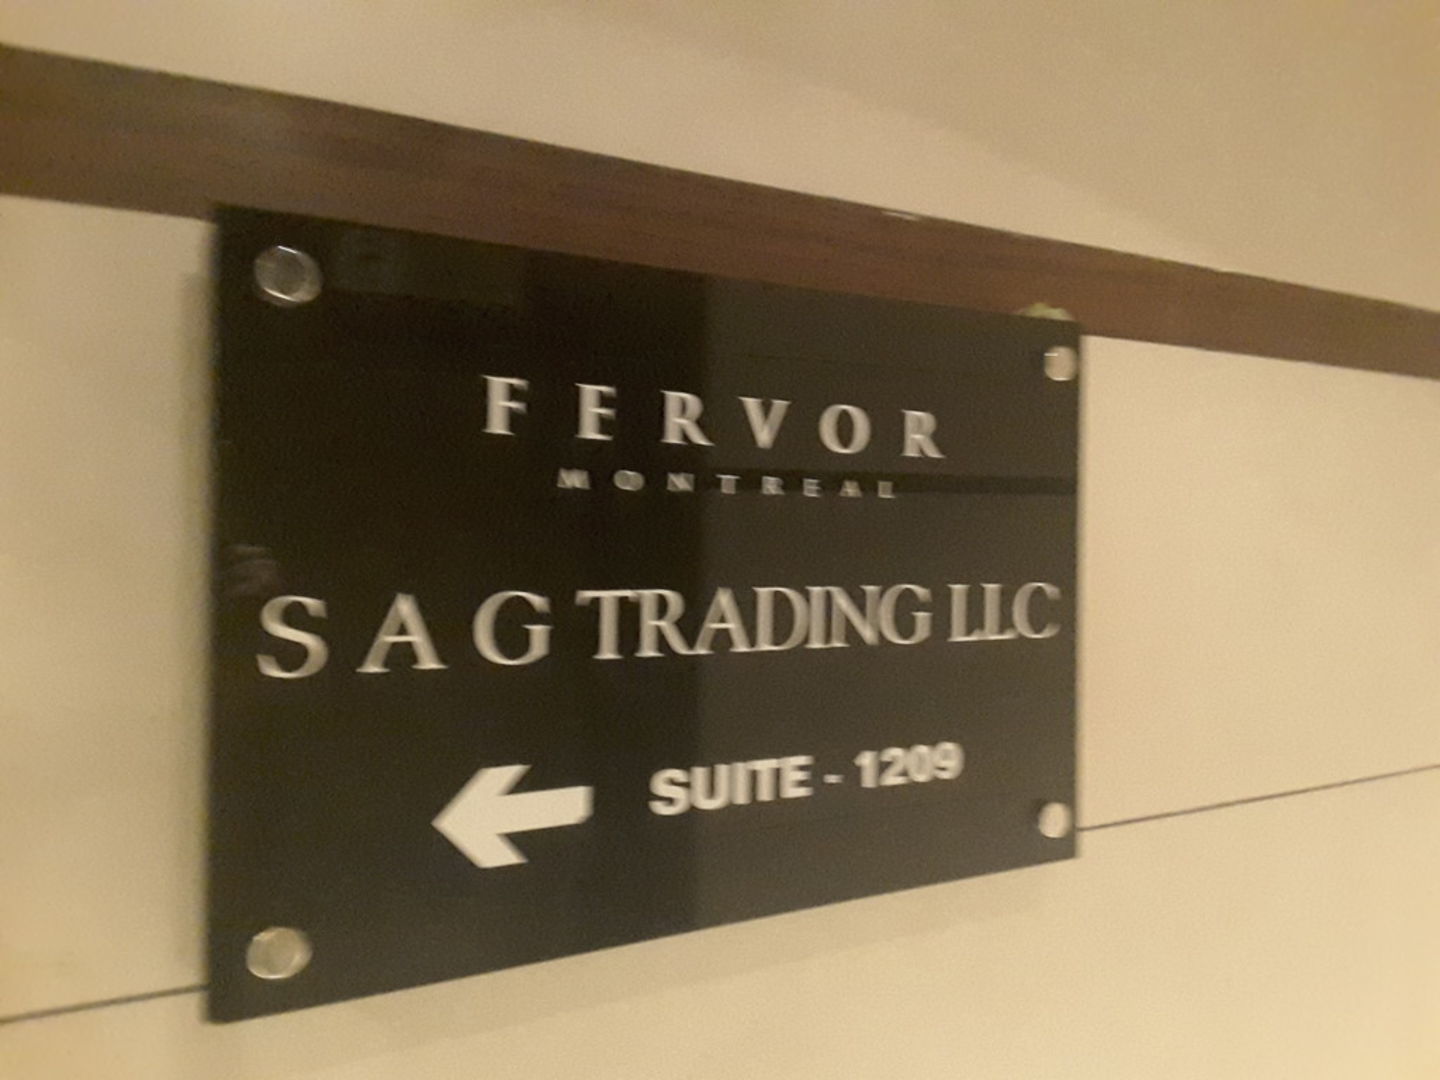 FERVOR
MONTREAL
S A G TRADING LLC
SUITE - 1209